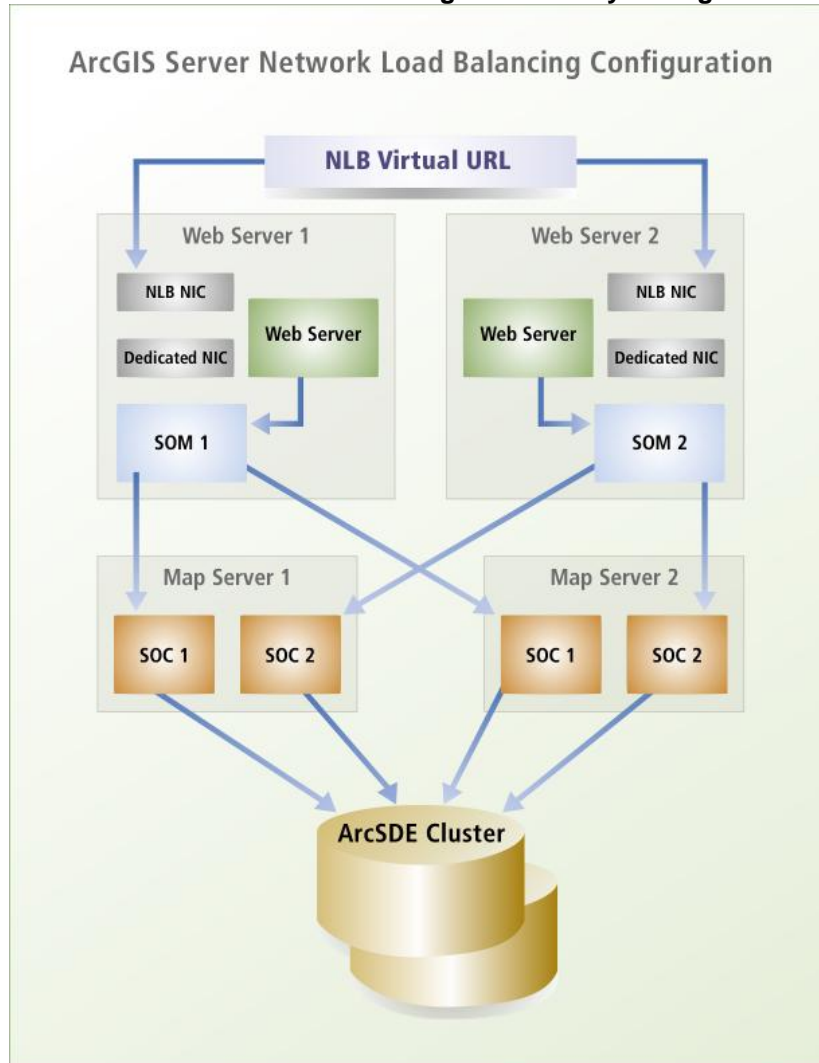 ArcGIS Server Network Load Balancing Configuration
NLB Virtual URL
Web Server 1
NLB NIC
Dedicated NIC
Web Server
SOM 1
Web Server 2
NLB NIC
Web Server
Dedicated NIC
SOM 2
Map Server 1
SOC 1
SOC 2
Map Server 2
SOC 1
SOC 2
ArcSDE Cluster